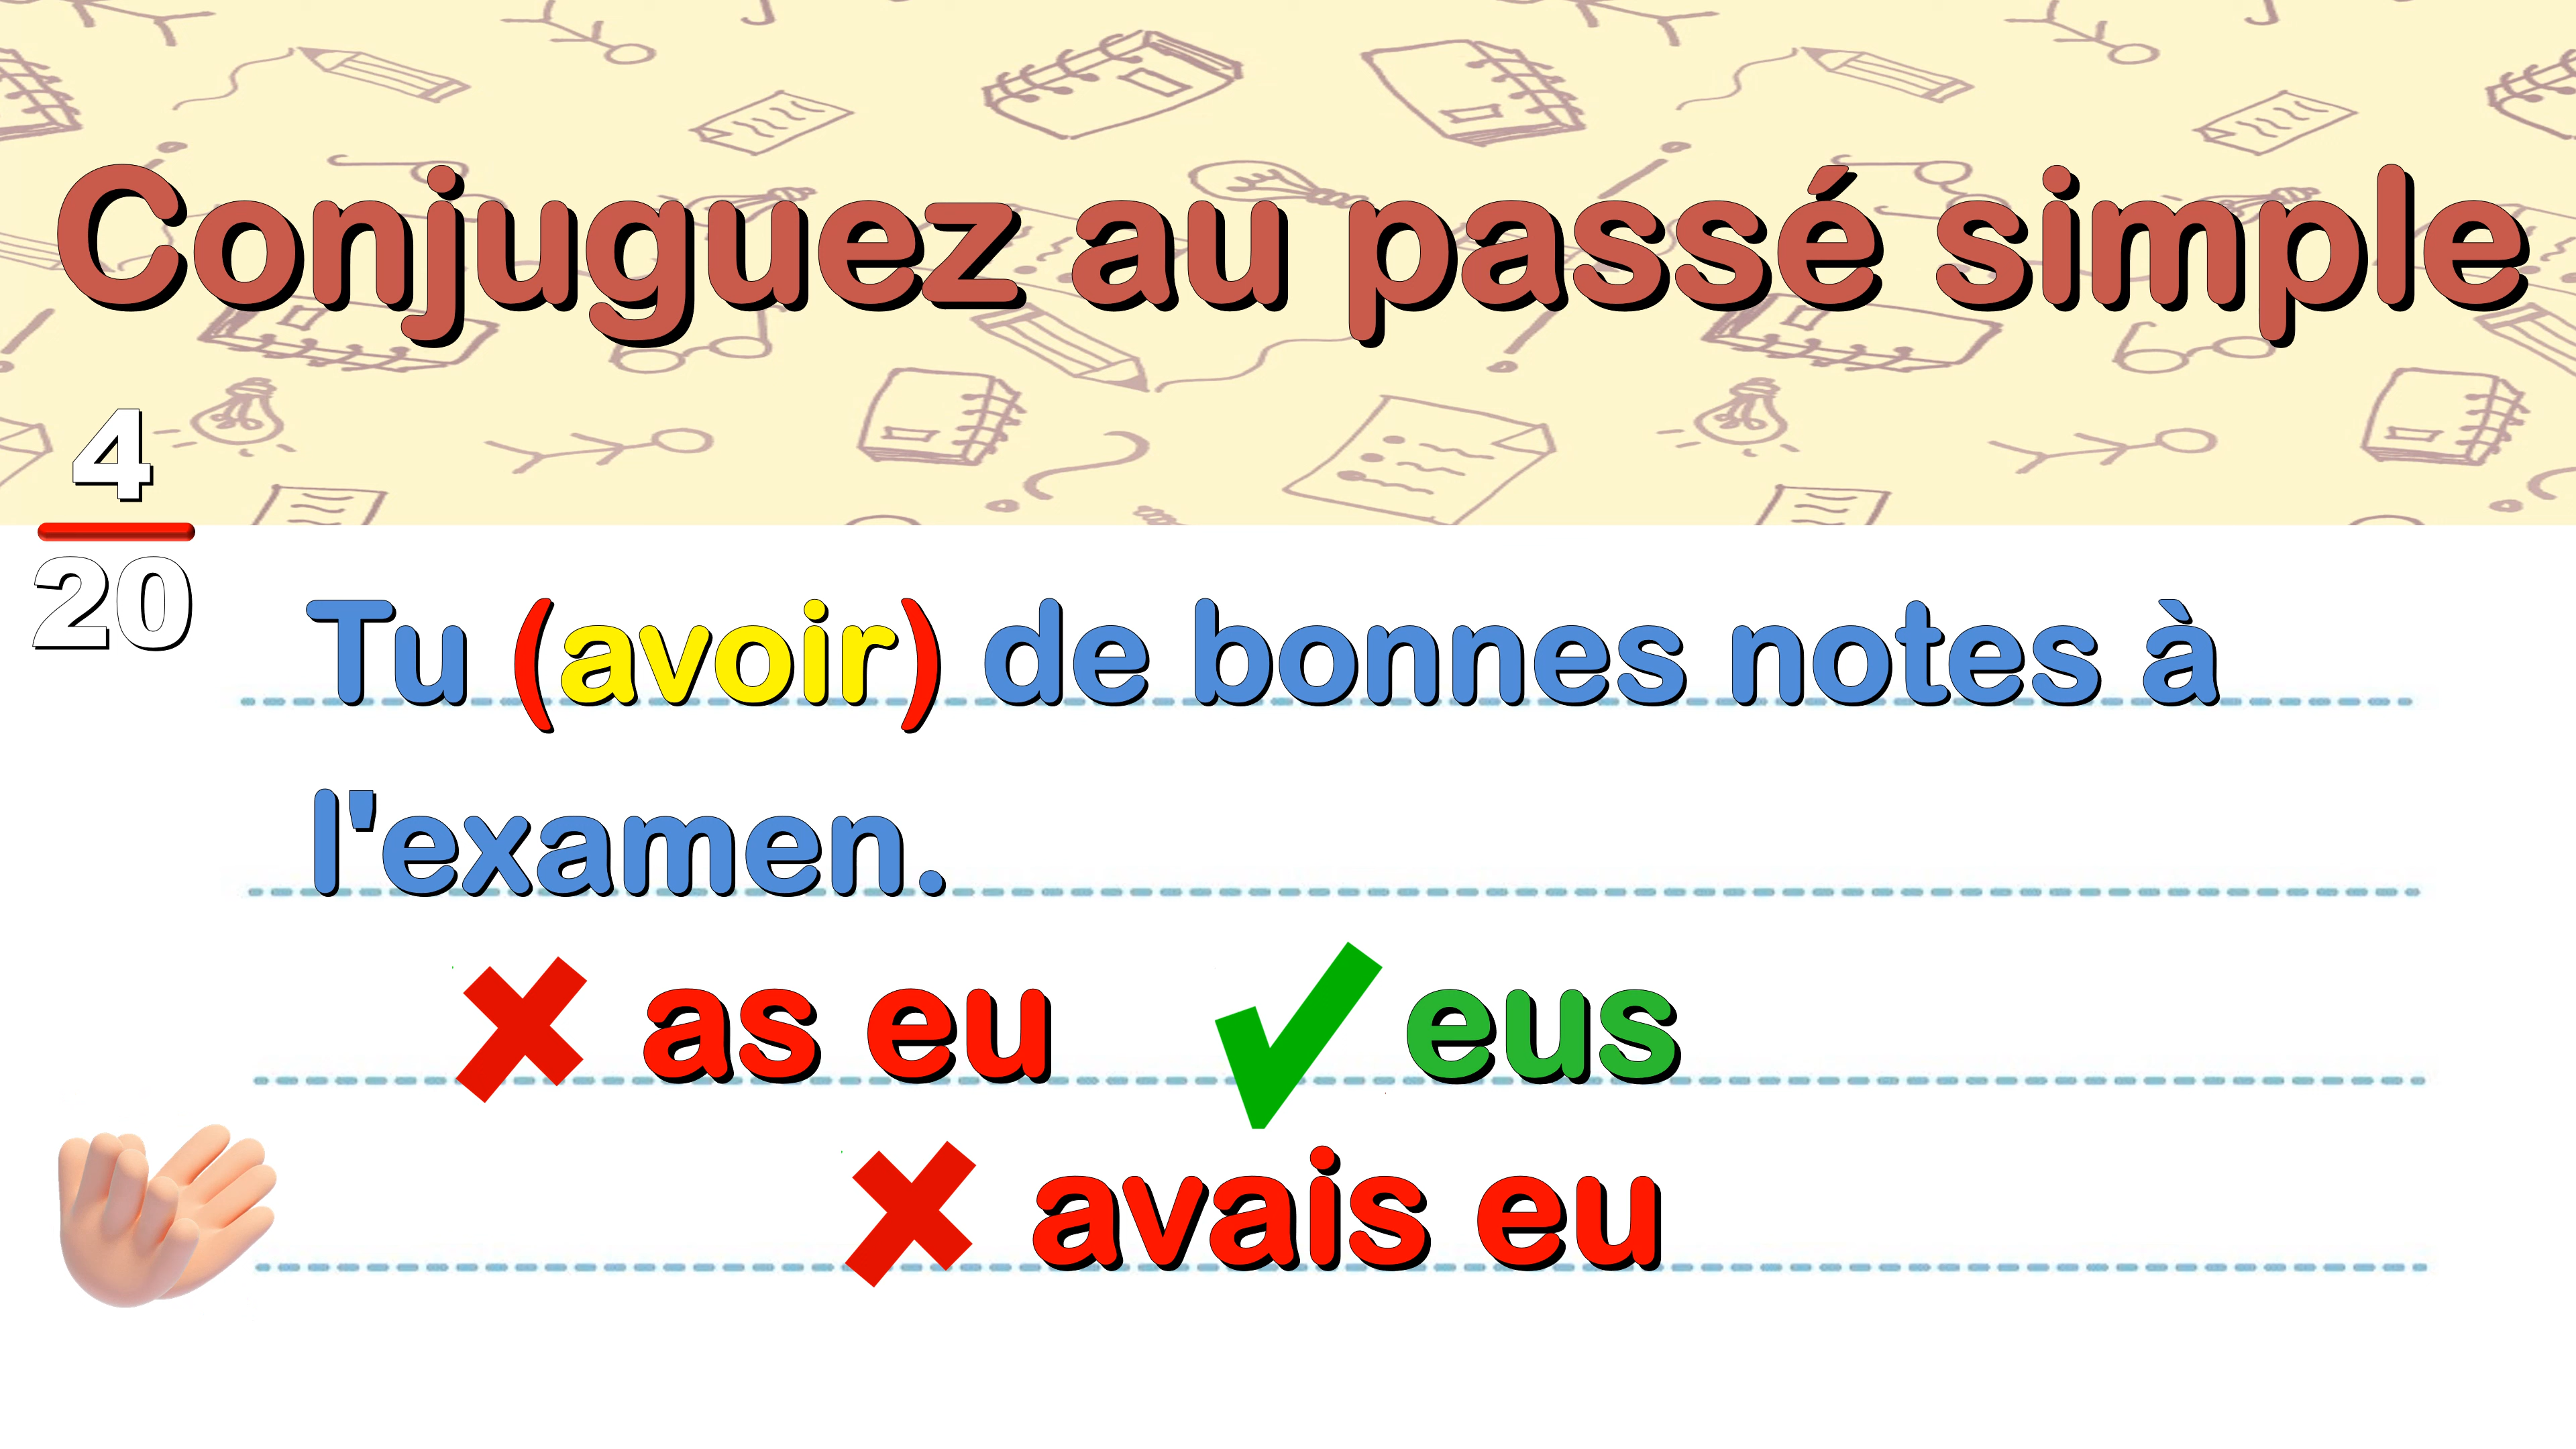 Conjuguez au passé simple
4
20
Tu (avoir) de bonnes notes à
l'examen.
as eu eus
avais eu